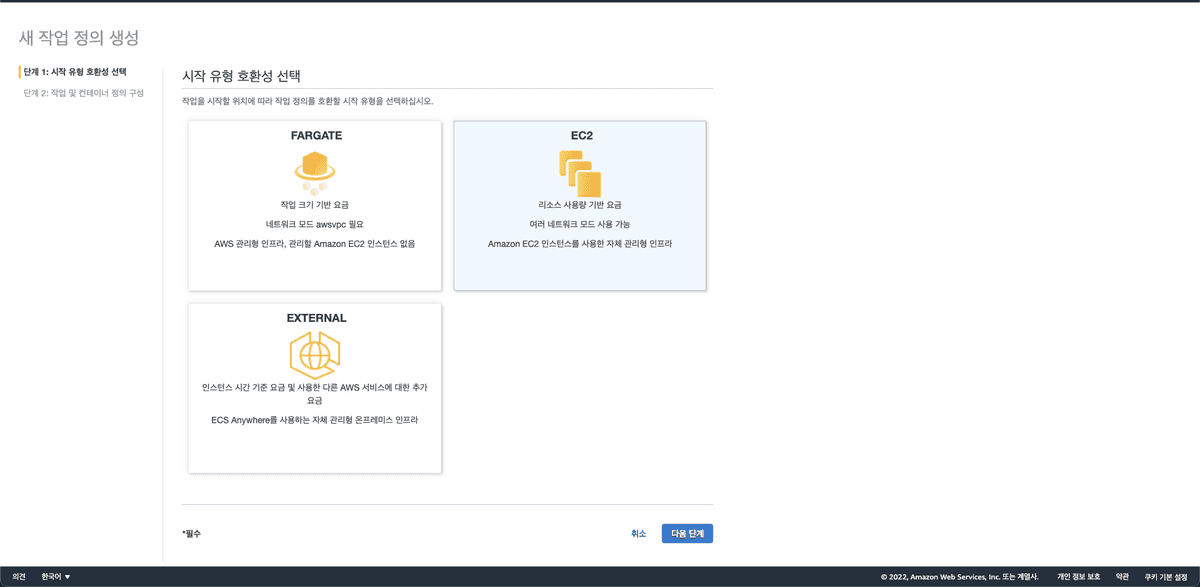 새 작업 정의 생성
단계 1: 시작 유형 호환성 선택
단계 2: 작업 및 컨테이너 정의 구성
시작 유형 호환성 선택
작업을 시작할 위치에 따라 작업 정의를 호환할 시작 유형을 선택하십시오.
FARGATE
작업 크기 기반 요금
네트워크 모드 awsvpc 필요
AWS 관리형 인프라, 관리할 Amazon EC2 인스턴스 없음
EC2
리소스 사용량 기반 요금
여러 네트워크 모드 사용 가능
Amazon EC2 인스턴스를 사용한 자체 관리형 인프라
EXTERNAL
인스턴스 시간 기준 요금 및 사용한 다른 AWS 서비스에 대한 추가
요금
ECS Anywhere를 사용하는 자체 관리형 온프레미스 인프라
*필수
취소
다음 단계
의견
한국어 ▼
© 2022, Amazon Web Services, Inc. 또는 계열사.
개인 정보 보호
약관
쿠키 기본 설정